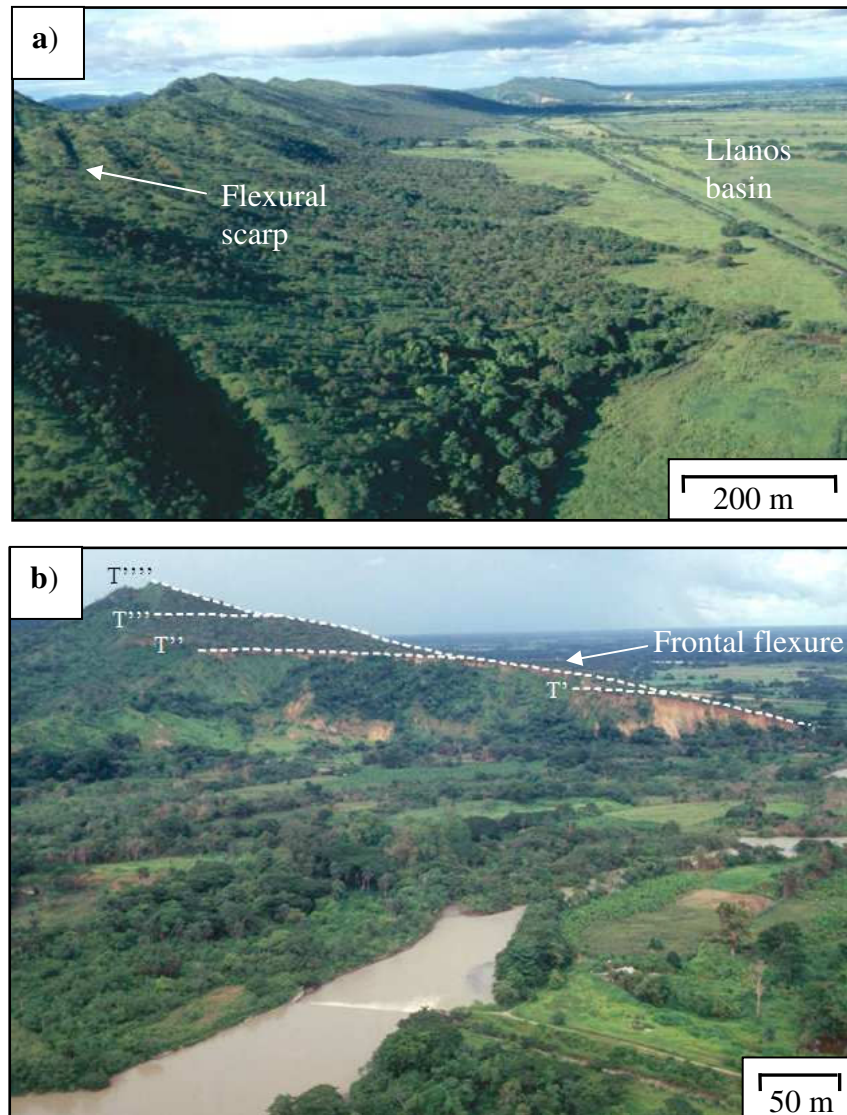 a)
Llanos
basin
Flexural
scarp
200 m
b)
T''''
T'''
T''
Frontal flexure
T'
50 m